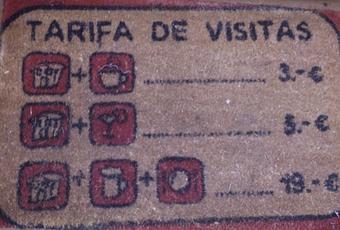 TARIFA DE VISITAS
+ 3.-€
+ 5.-€
+ + 19.-€